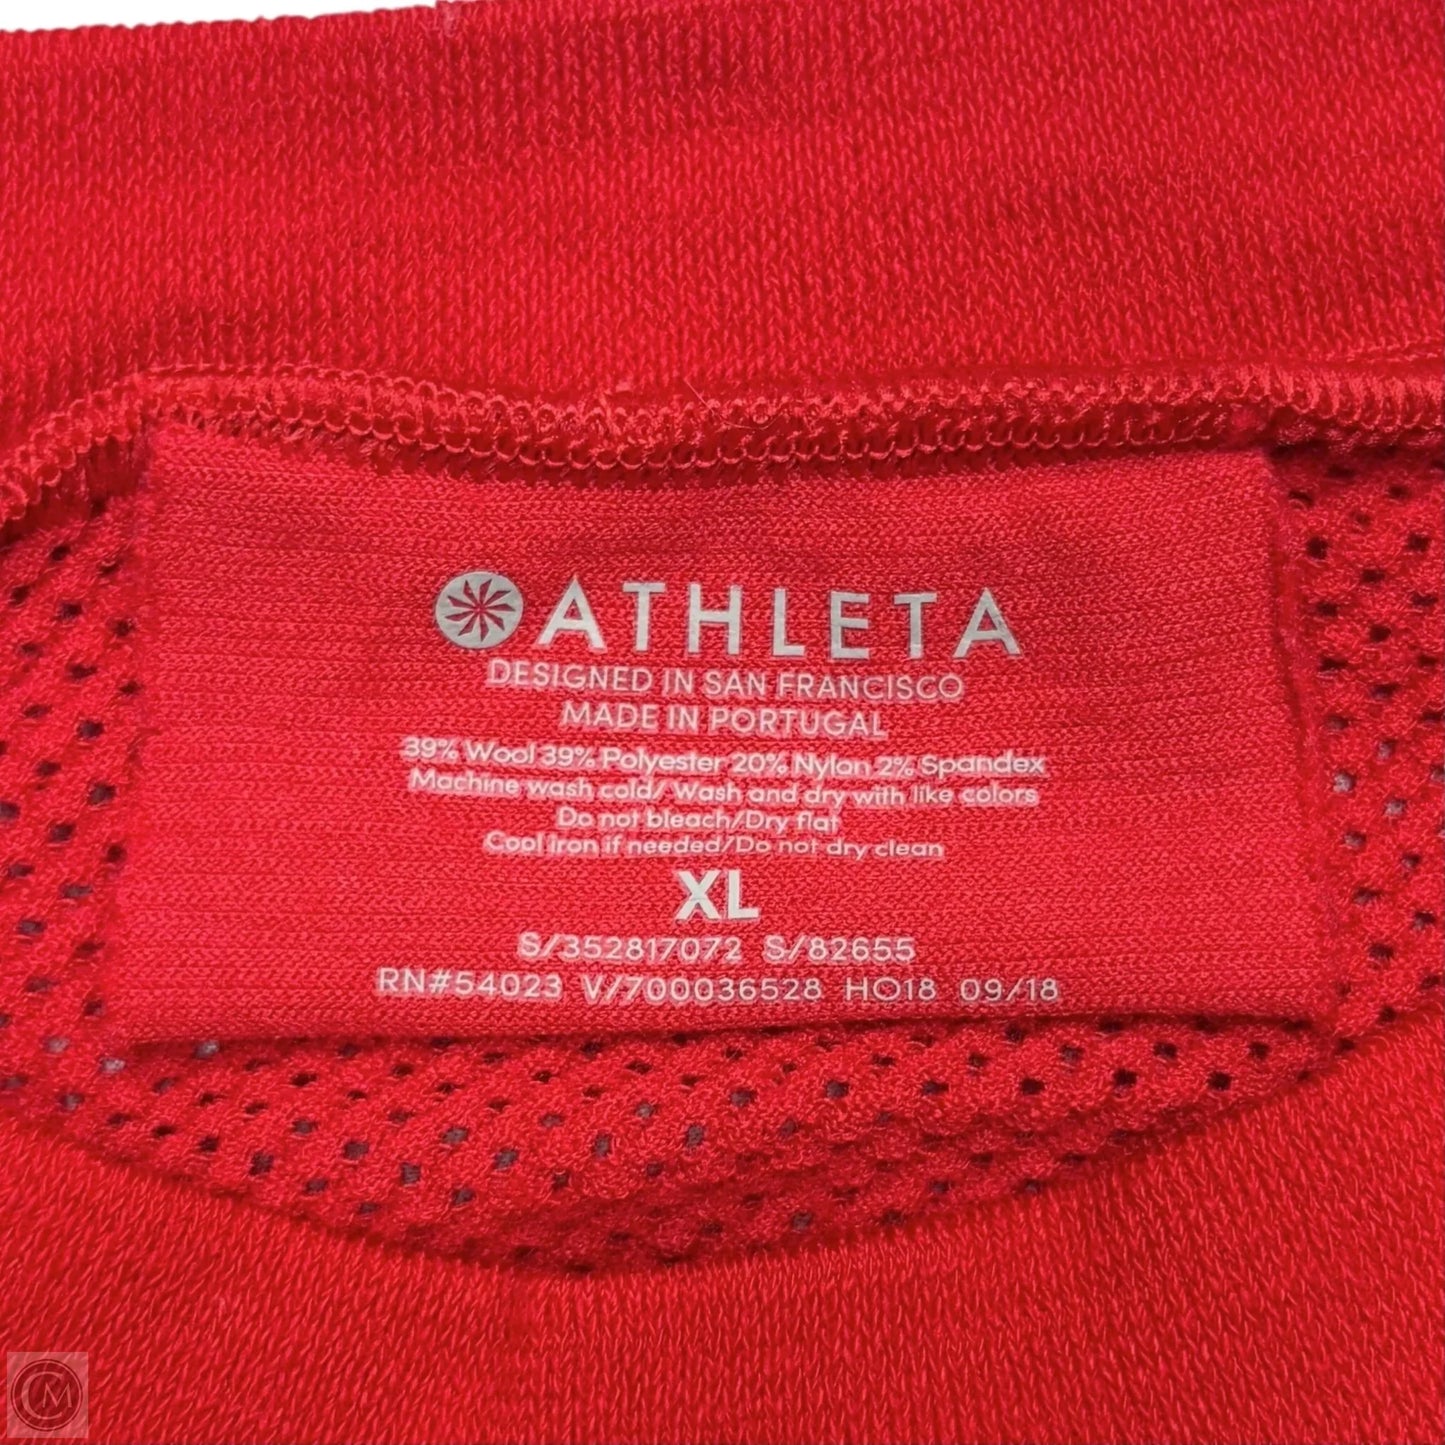 ATHLETA
DESIGNED IN SAN FRANCISCO
MADE IN PORTUGAL
39% Wool 39% Polyester 20% Nylon 2% Spandex
Machine wash cold/ Wash and dry with like colors
Do not bleach/Dry flat
Cool iron if needed/Do not dry clean
XL
S/352817072 S/82655
RN#54023 V/700036528 HO18 09/18
CM